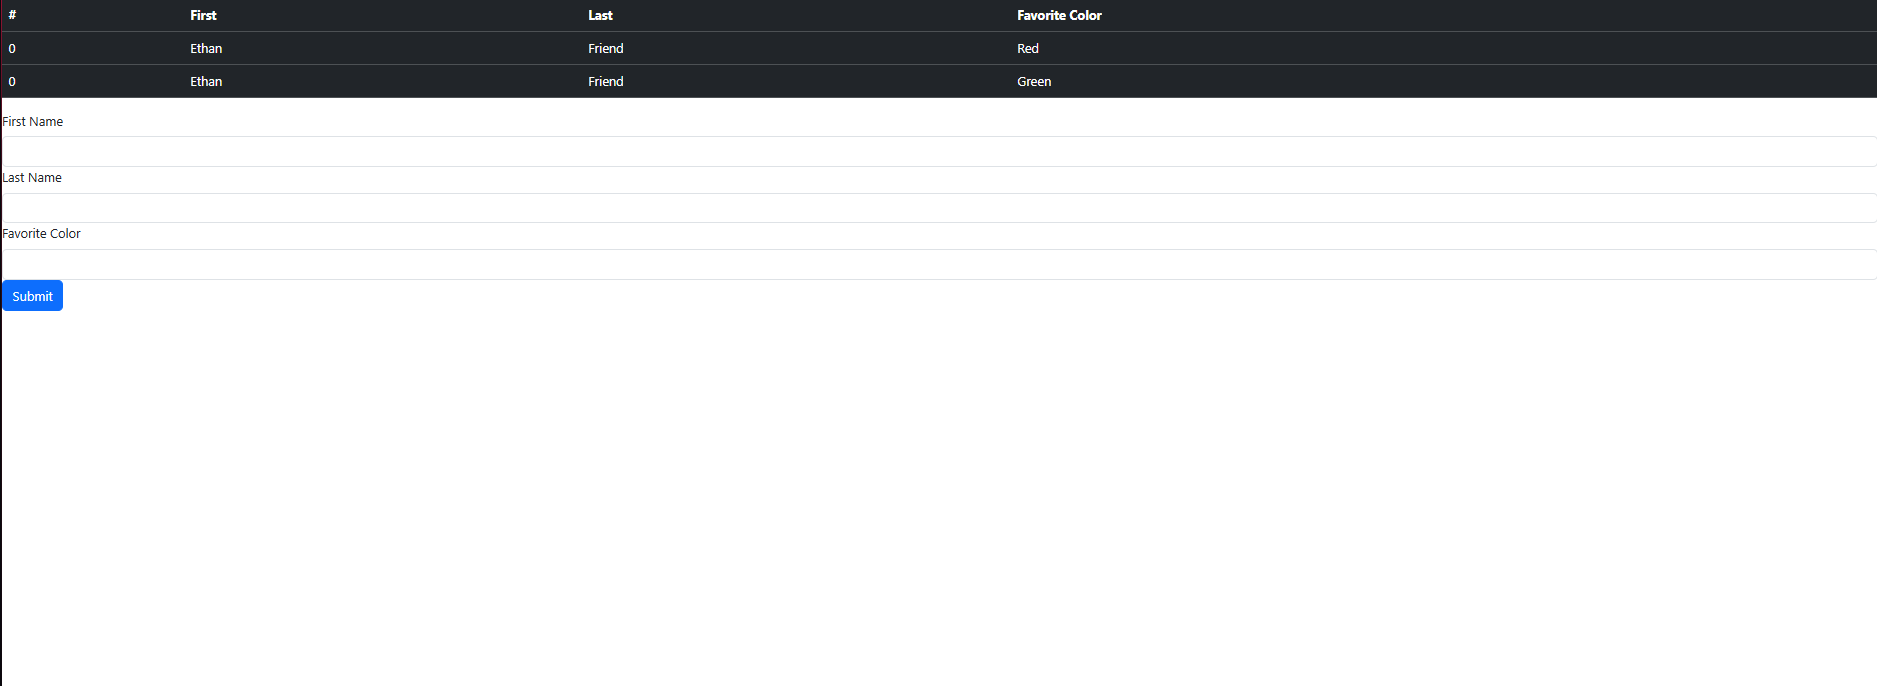 # First Last Favorite Color
0 Ethan Friend Red
0 Ethan Friend Green
First Name
Last Name
Favorite Color
Submit